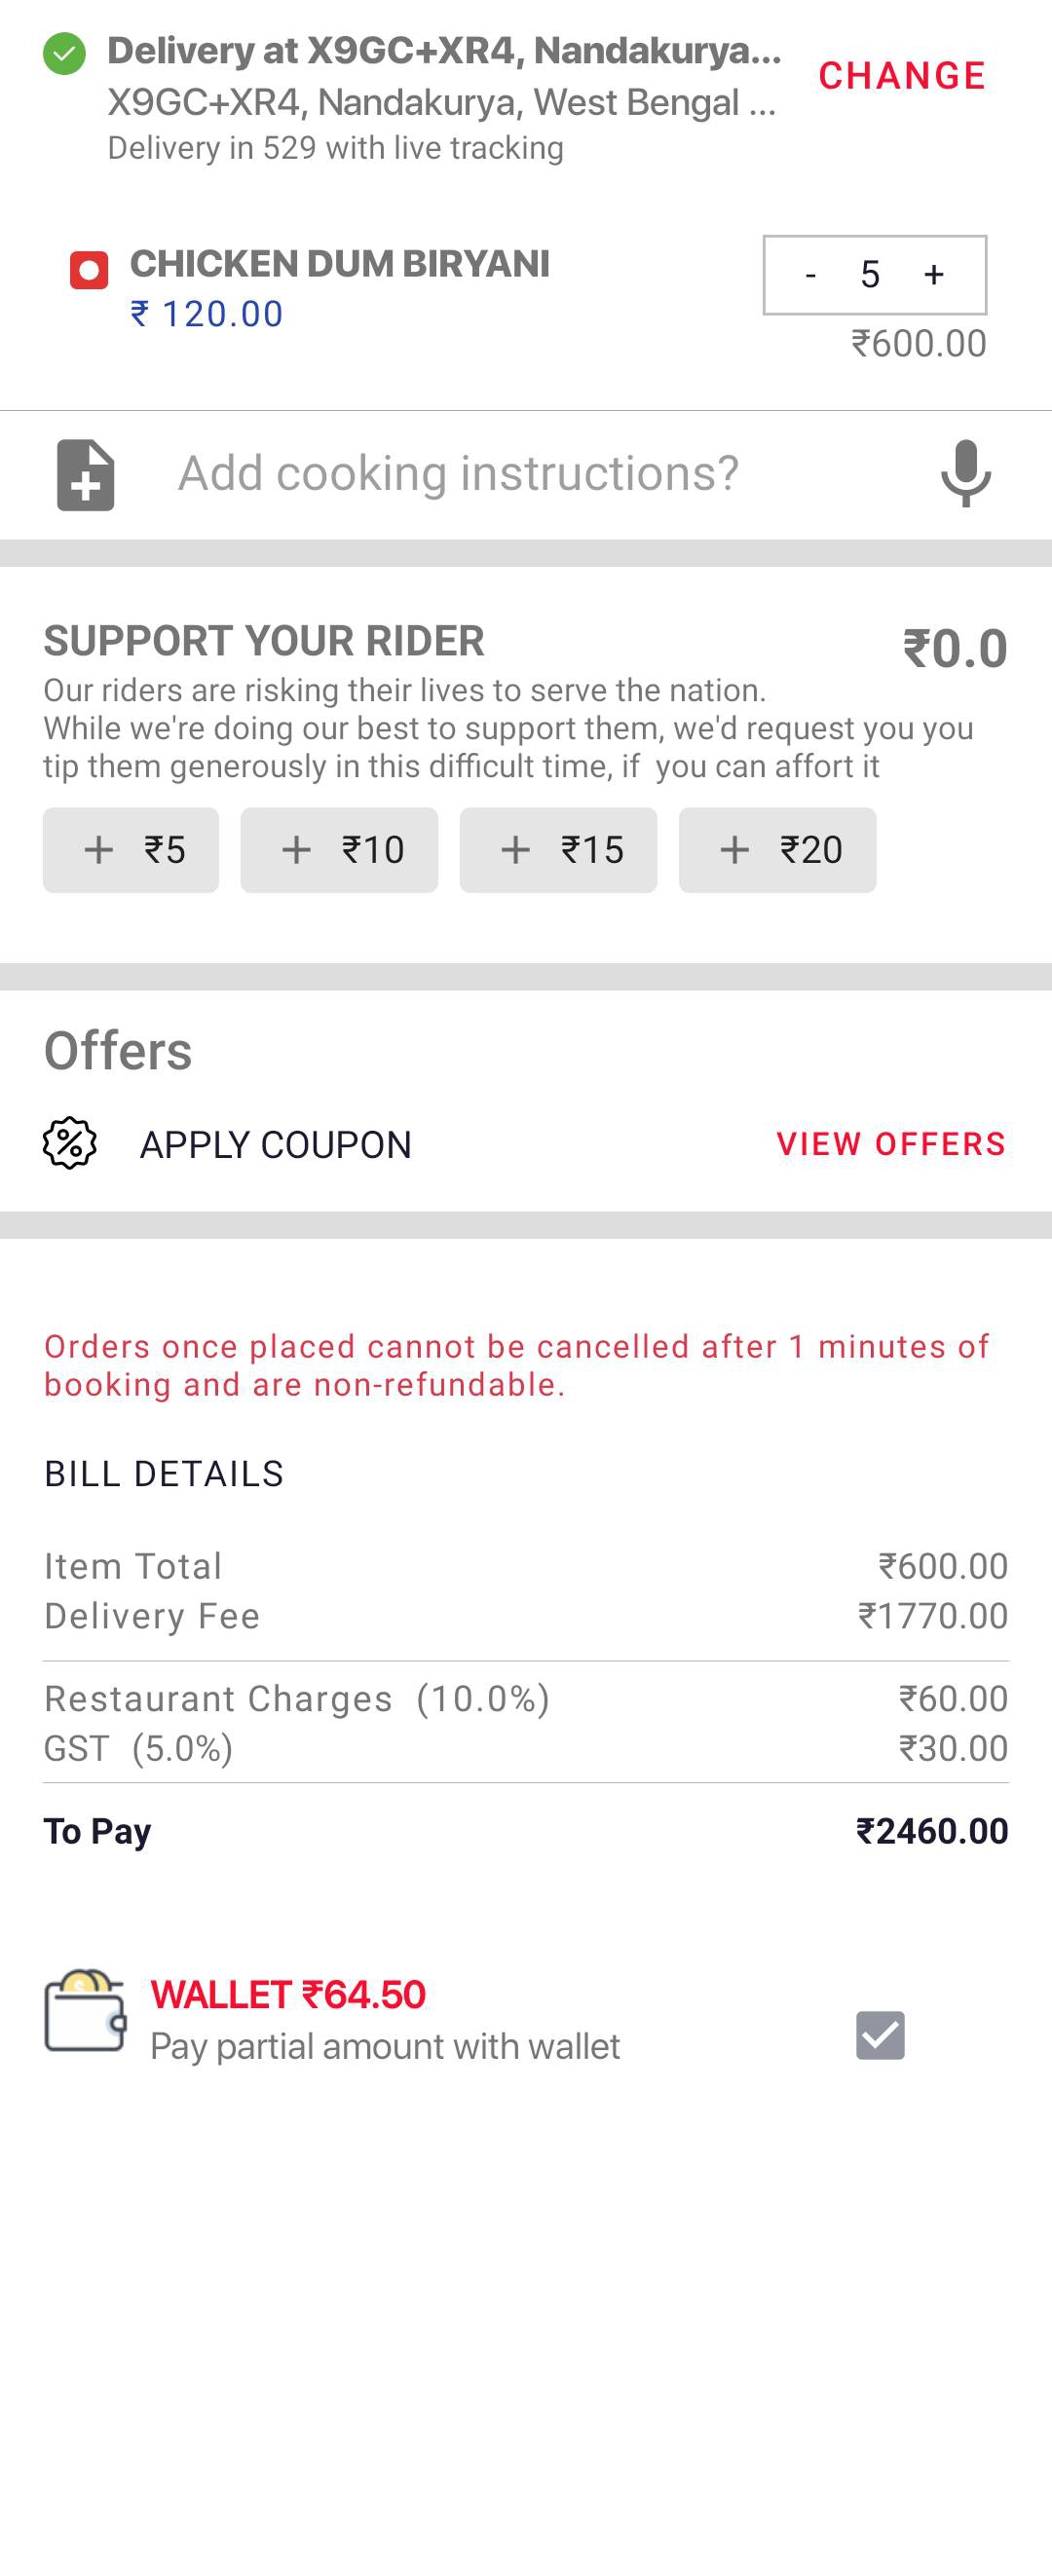 Delivery at X9GC+XR4, Nandakurya...
CHANGE
X9GC+XR4, Nandakurya, West Bengal ...
Delivery in 529 with live tracking
CHICKEN DUM BIRYANI
- 5 +
₹ 120.00
₹600.00
Add cooking instructions?
SUPPORT YOUR RIDER
₹0.0
Our riders are risking their lives to serve the nation.
While we're doing our best to support them, we'd request you you
tip them generously in this difficult time, if  you can affort it
+ ₹5
+ ₹10
+ ₹15
+ ₹20
Offers
APPLY COUPON
VIEW OFFERS
Orders once placed cannot be cancelled after 1 minutes of
booking and are non-refundable.
BILL DETAILS
Item Total ₹600.00
Delivery Fee ₹1770.00
Restaurant Charges (10.0%) ₹60.00
GST (5.0%) ₹30.00
To Pay ₹2460.00
WALLET ₹64.50
Pay partial amount with wallet